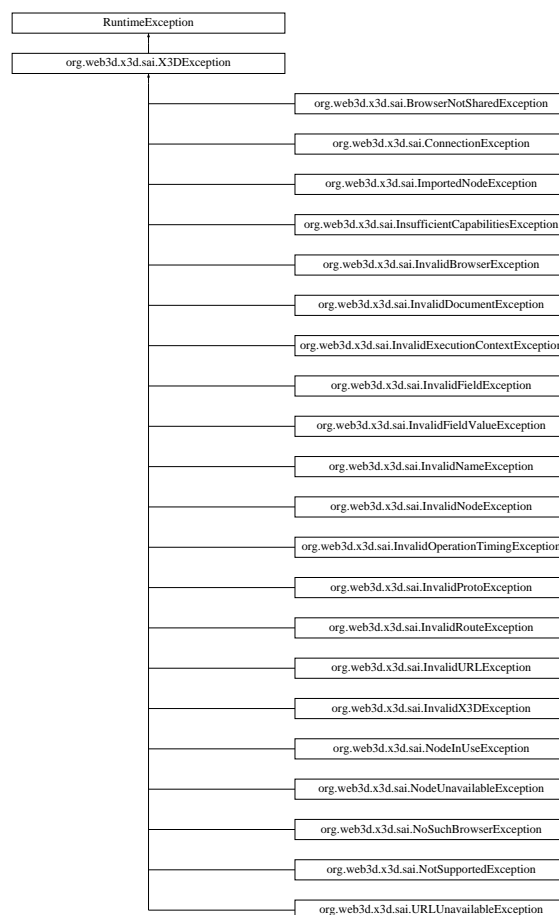 RuntimeException
org.web3d.x3d.sai.X3DException
org.web3d.x3d.sai.BrowserNotSharedException
org.web3d.x3d.sai.ConnectionException
org.web3d.x3d.sai.ImportedNodeException
org.web3d.x3d.sai.InsufficientCapabilitiesException
org.web3d.x3d.sai.InvalidBrowserException
org.web3d.x3d.sai.InvalidDocumentException
org.web3d.x3d.sai.InvalidExecutionContextException
org.web3d.x3d.sai.InvalidFieldException
org.web3d.x3d.sai.InvalidFieldValueException
org.web3d.x3d.sai.InvalidNameException
org.web3d.x3d.sai.InvalidNodeException
org.web3d.x3d.sai.InvalidOperationTimingException
org.web3d.x3d.sai.InvalidProtoException
org.web3d.x3d.sai.InvalidRouteException
org.web3d.x3d.sai.InvalidURLException
org.web3d.x3d.sai.InvalidX3DException
org.web3d.x3d.sai.NodeInUseException
org.web3d.x3d.sai.NodeUnavailableException
org.web3d.x3d.sai.NoSuchBrowserException
org.web3d.x3d.sai.NotSupportedException
org.web3d.x3d.sai.URLUnavailableException